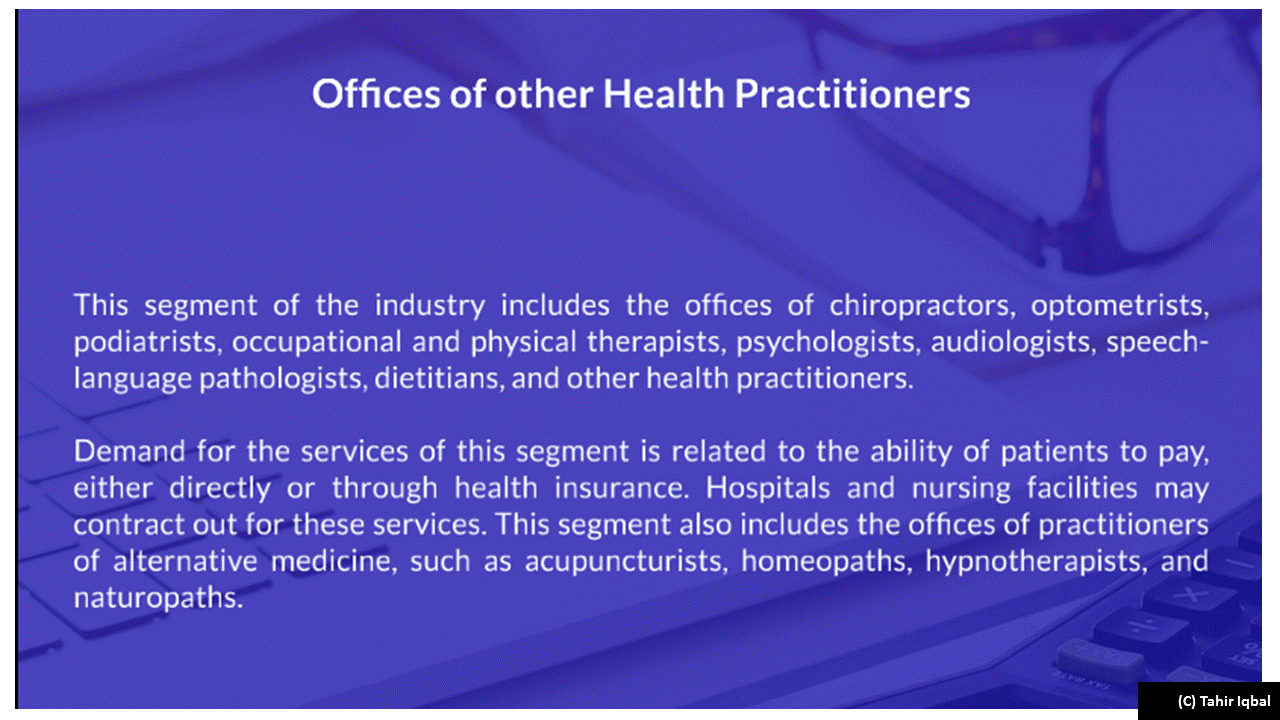 Offices of other Health Practitioners
This segment of the industry includes the offices of chiropractors, optometrists,
podiatrists, occupational and physical therapists, psychologists, audiologists, speech-
language pathologists, dietitians, and other health practitioners.
Demand for the services of this segment is related to the ability of patients to pay,
either directly or through health insurance. Hospitals and nursing facilities may
contract out for these services. This segment also includes the offices of practitioners
of alternative medicine, such as acupuncturists, homeopaths, hypnotherapists, and
naturopaths.
TAX RATE
(C) Tahir Iqbal